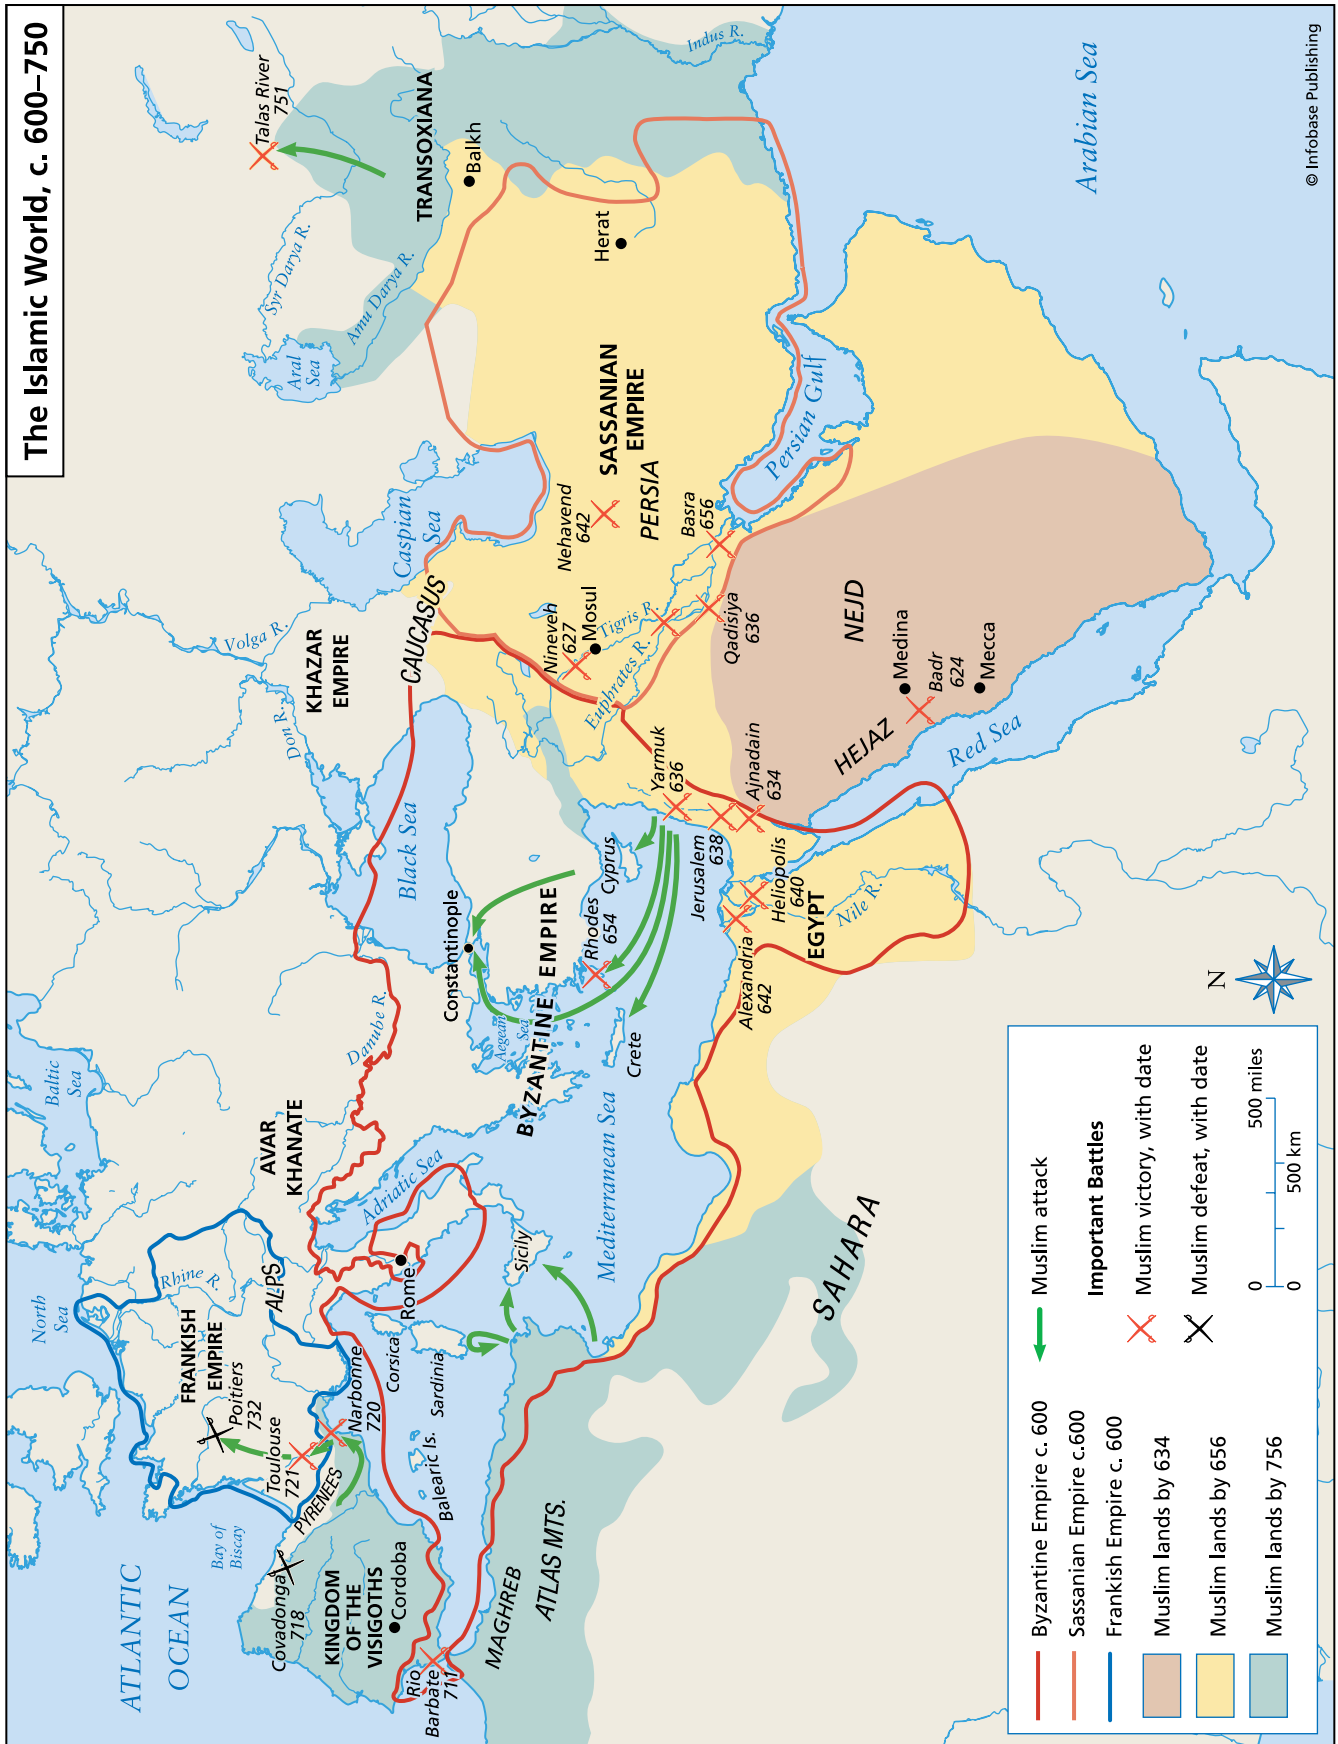 The Islamic World, c. 600–750
Talas River
751
TRANSOXIANA
Indus R.
Balkh
Herat
Syr Darya R.
Amu Darya R.
Aral
Sea
Arabian Sea
© Infobase Publishing
SASSANIAN
EMPIRE
PERSIA
Persian Gulf
Nehavend
642
Basra
656
Caspian
Sea
CAUCASUS
Volga R.
KHAZAR
EMPIRE
Don R.
Nineveh
627
Mosul
Tigris R.
Euphrates R.
Qadisiya
636
NEJD
Medina
Badr
624
Mecca
HEJAZ
Red Sea
Yarmuk
636
Ajnadain
634
Jerusalem
638
Heliopolis
640
EGYPT
Nile R.
Alexandria
642
Black Sea
Constantinople
BYZANTINE EMPIRE
Cyprus
Rhodes
654
Aegean
Sea
Crete
Danube R.
Baltic
Sea
AVAR
KHANATE
Adriatic Sea
Mediterranean Sea
SAHARA
North
Sea
Rhine R.
ALPS
FRANKISH
EMPIRE
Rome
Sicily
Corsica
Sardinia
Poitiers
732
Toulouse
721
Narbonne
720
PYRENEES
Balearic Is.
Bay of
Biscay
ATLANTIC
OCEAN
Covadonga
718
KINGDOM
OF THE
VISIGOTHS
Cordoba
Rio
Barbate
711
MAGHREB
ATLAS MTS.
N
Byzantine Empire c. 600
Sassanian Empire c.600
Frankish Empire c. 600
Muslim lands by 634
Muslim lands by 656
Muslim lands by 756
Muslim attack
Important Battles
Muslim victory, with date
Muslim defeat, with date
0
500 miles
0
500 km